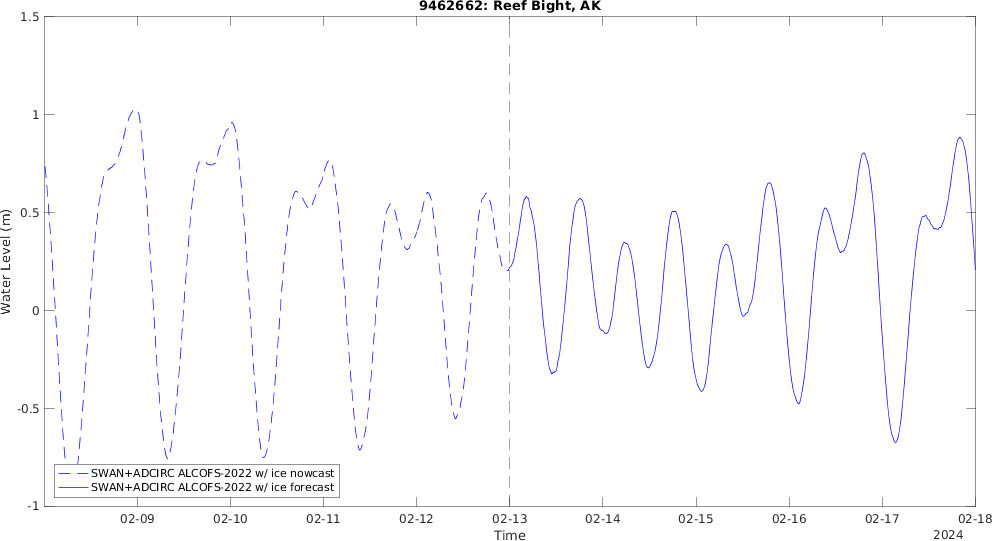 9462662: Reef Bight, AK
1.5
1
0.5
0
-0.5
-1
Water Level (m)
SWAN+ADCIRC ALCOFS-2022 w/ ice nowcast
SWAN+ADCIRC ALCOFS-2022 w/ ice forecast
02-09 02-10 02-11 02-12 02-13 02-14 02-15 02-16 02-17 02-18
Time
2024